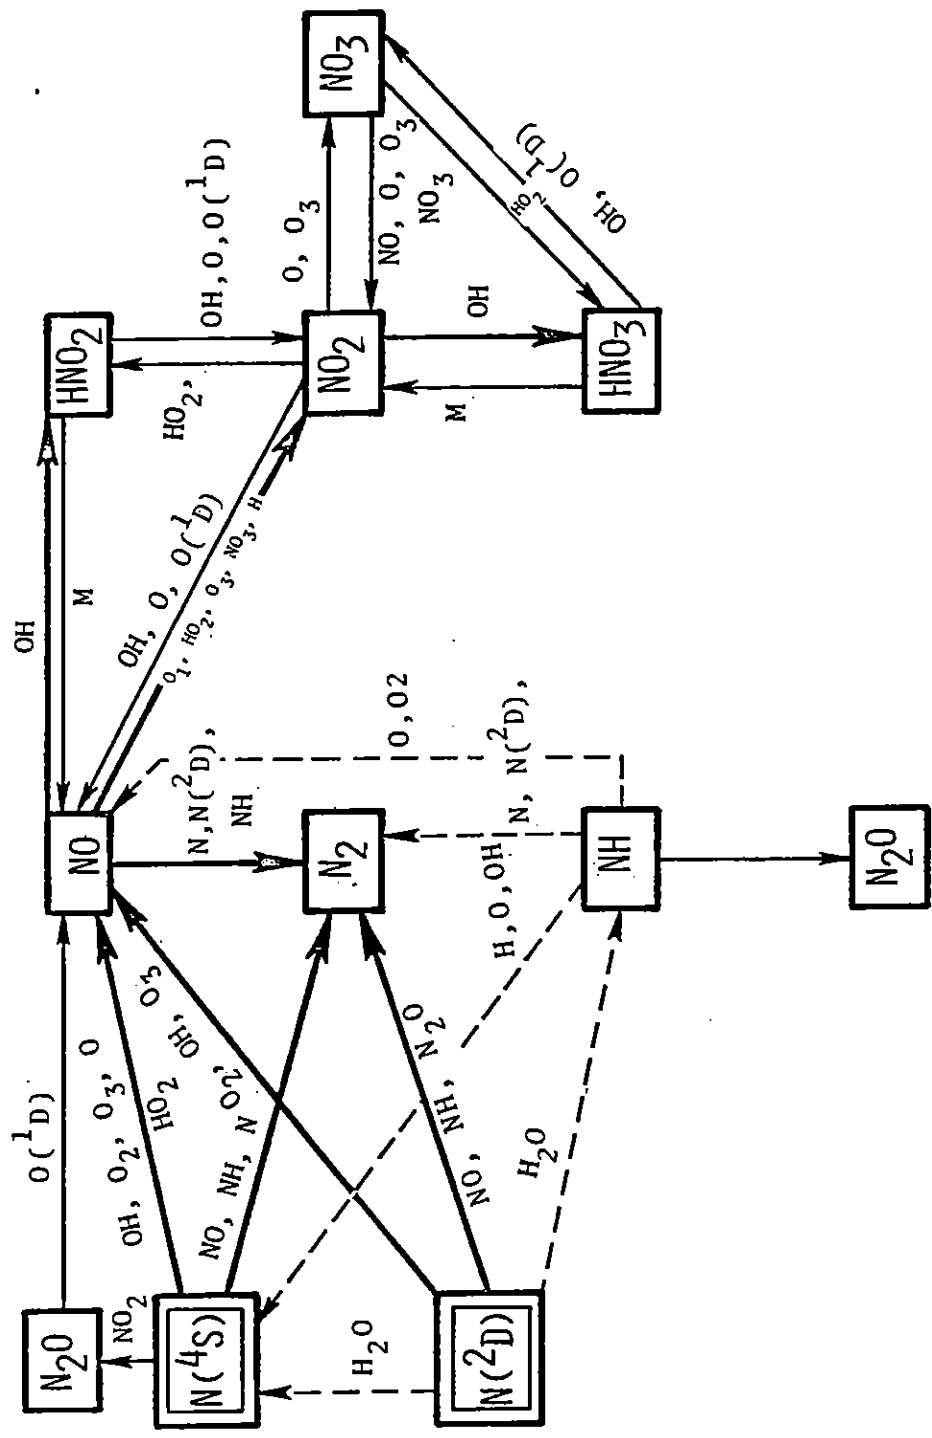 N₂O
O(¹D)
NO
OH
HNO₂
M
NO₂
OH, O₂, O₃, O
HO₂
N(⁴S)
NO, NH, N
O₂,
OH, O₃
N,N(²D),
NH
N₂
OH, O, O(¹D)
O₁, HO₂, O₃, NO₃, H
HO₂,
OH,O,O(¹D)
NO₂
O, O₃
NO, O, O₃
NO₃
NO₃
H₂O
N(²D)
NO, NH, N₂O
H₂O
H,O,OH
N, N(²D),
O,O2
NH
M
OH
HNO₃
HO₂
OH, O(¹D)
N₂O